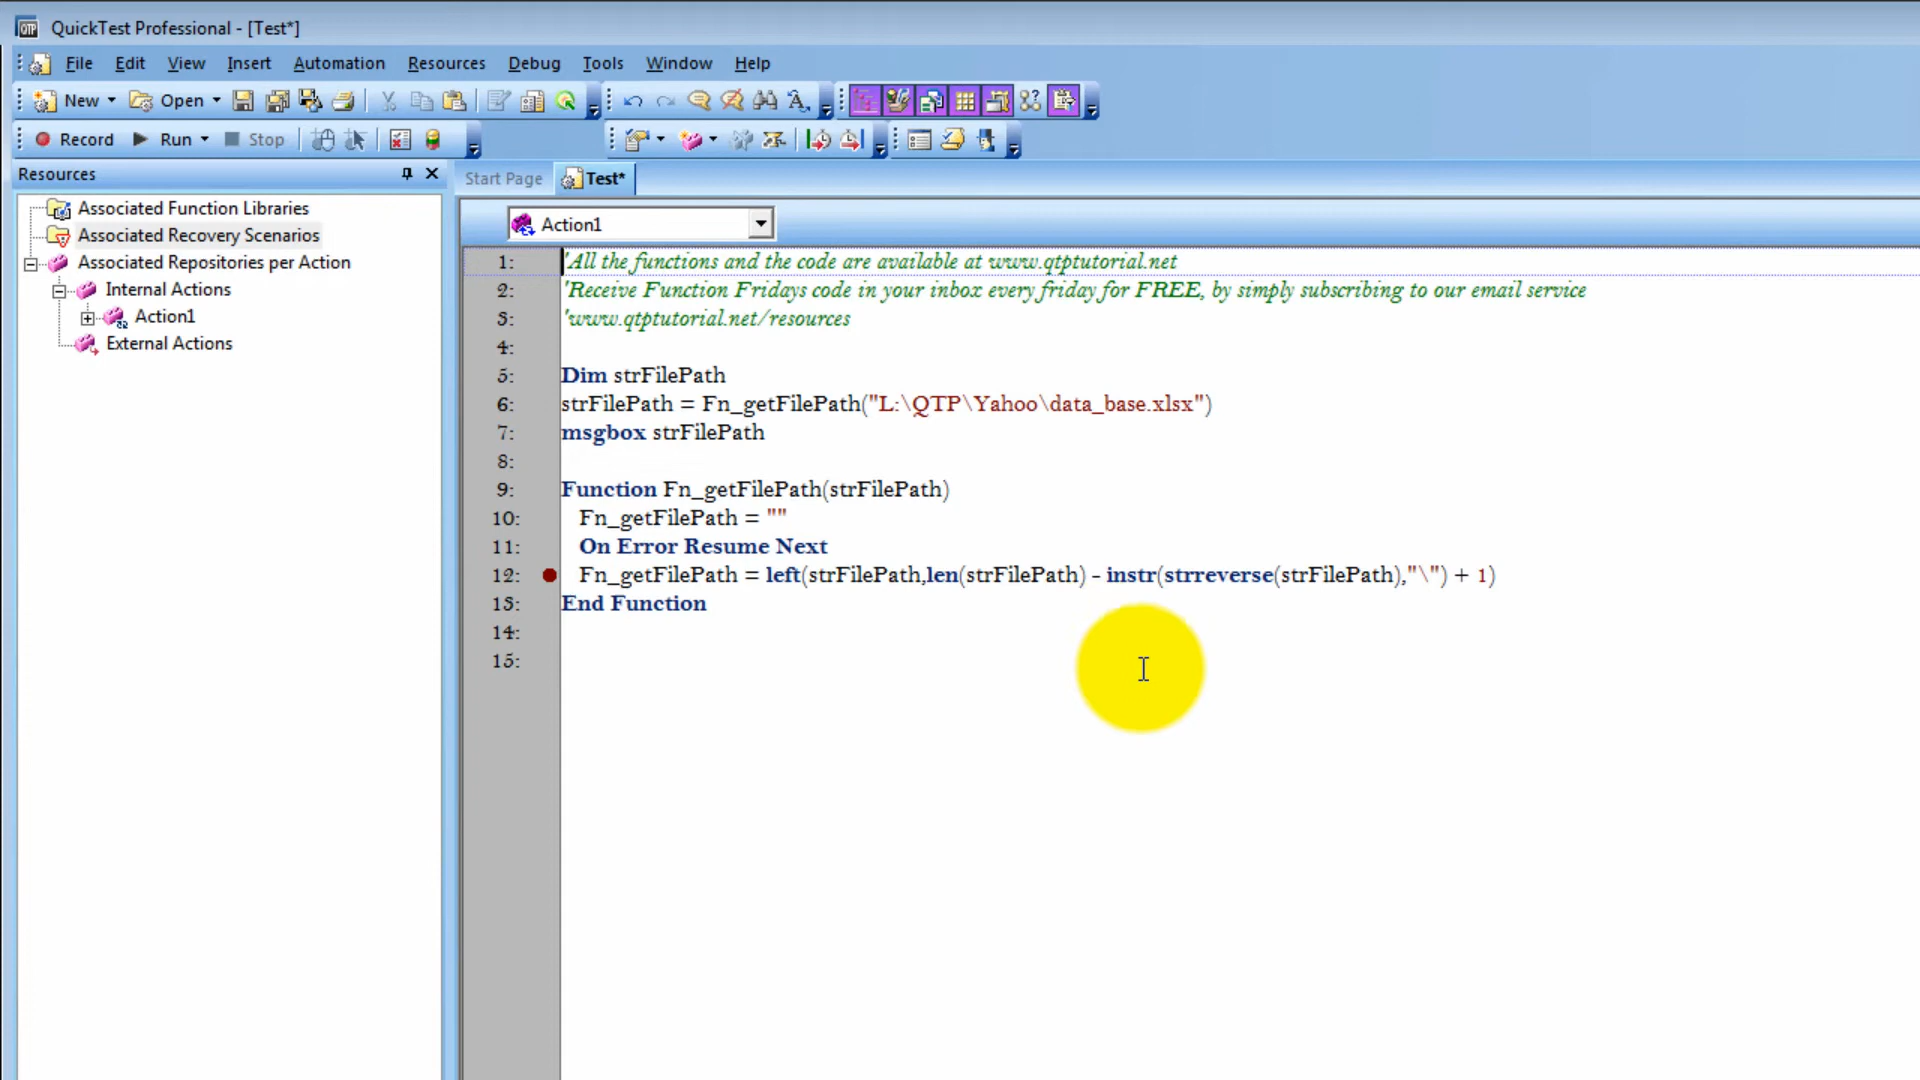 QuickTest Professional - [Test*]
File Edit View Insert Automation Resources Debug Tools Window Help
New Open
Record Run Stop
Resources
Start Page Test*
Associated Function Libraries
Associated Recovery Scenarios
Associated Repositories per Action
Internal Actions
Action1
External Actions
Action1
1: 'All the functions and the code are available at www.qtptutorial.net
2: 'Receive Function Fridays code in your inbox every friday for FREE, by simply subscribing to our email service
3: 'www.qtptutorial.net/resources
4:
5: Dim strFilePath
6: strFilePath = Fn_getFilePath("L:\QTP\Yahoo\data_base.xlsx")
7: msgbox strFilePath
8:
9: Function Fn_getFilePath(strFilePath)
10: Fn_getFilePath = ""
11: On Error Resume Next
12: Fn_getFilePath = left(strFilePath,len(strFilePath) - instr(strreverse(strFilePath),"\") + 1)
13: End Function
14:
15: